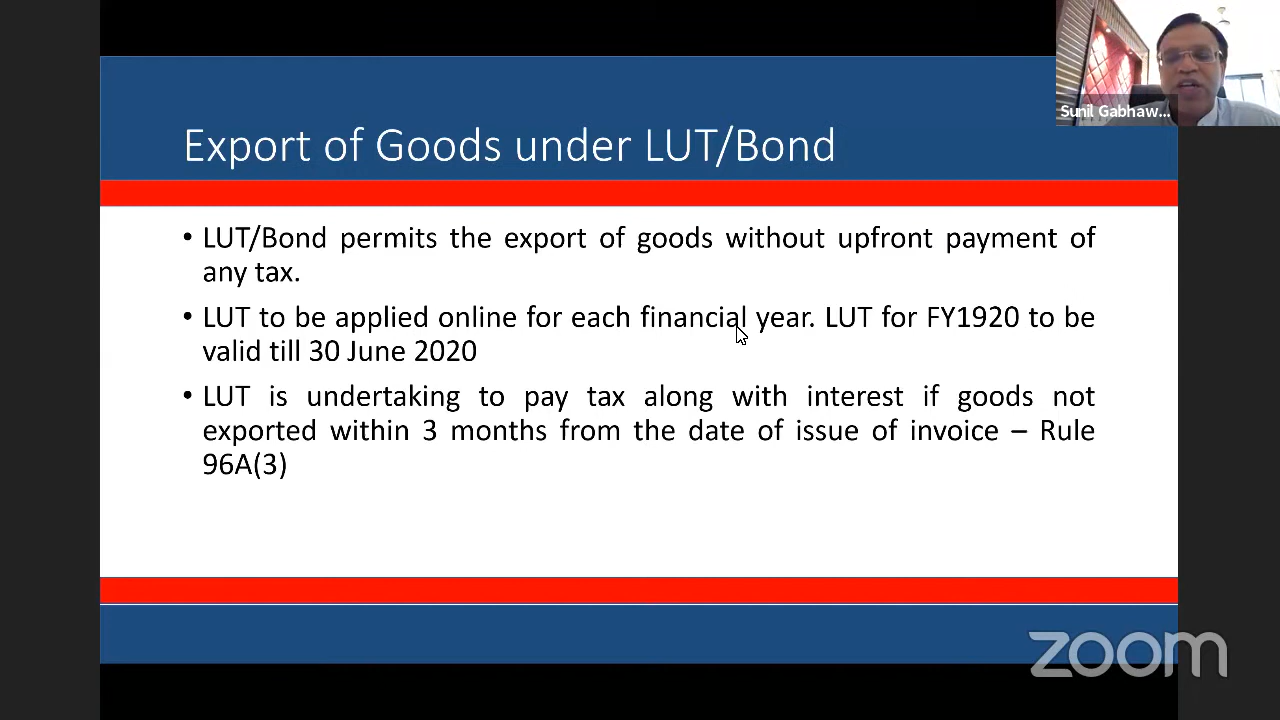 Sunil Gabhaw...
Export of Goods under LUT/Bond
• LUT/Bond permits the export of goods without upfront payment of
any tax.
• LUT to be applied online for each financial year. LUT for FY1920 to be
valid till 30 June 2020
• LUT is undertaking to pay tax along with interest if goods not
exported within 3 months from the date of issue of invoice – Rule
96A(3)
zoom